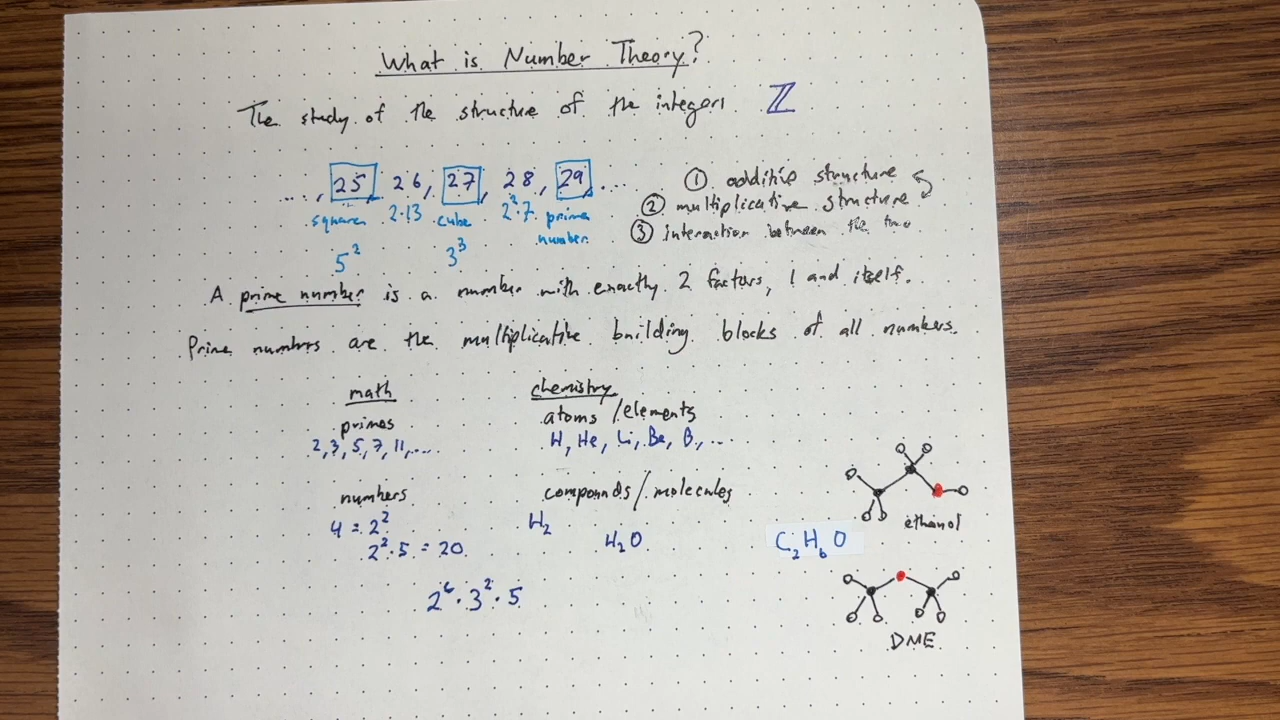 What is Number Theory?
The study of the structure of the integers ℤ
..., 25, 26, 27, 28, 29, ...
square 2·13 cube 2²·7 prime number
5² 3³
① additive structure
② multiplicative structure
③ interaction between the two
A prime number is a number with exactly 2 factors, 1 and itself.
Prime numbers are the multiplicative building blocks of all numbers.
math chemistry
primes atoms/elements
2, 3, 5, 7, 11, .... H, He, Li, Be, B, ...
numbers compounds/molecules
4 = 2² H₂
2²·5 = 20 H₂O
2⁶·3²·5
ethanol
C₂H₆O
DME